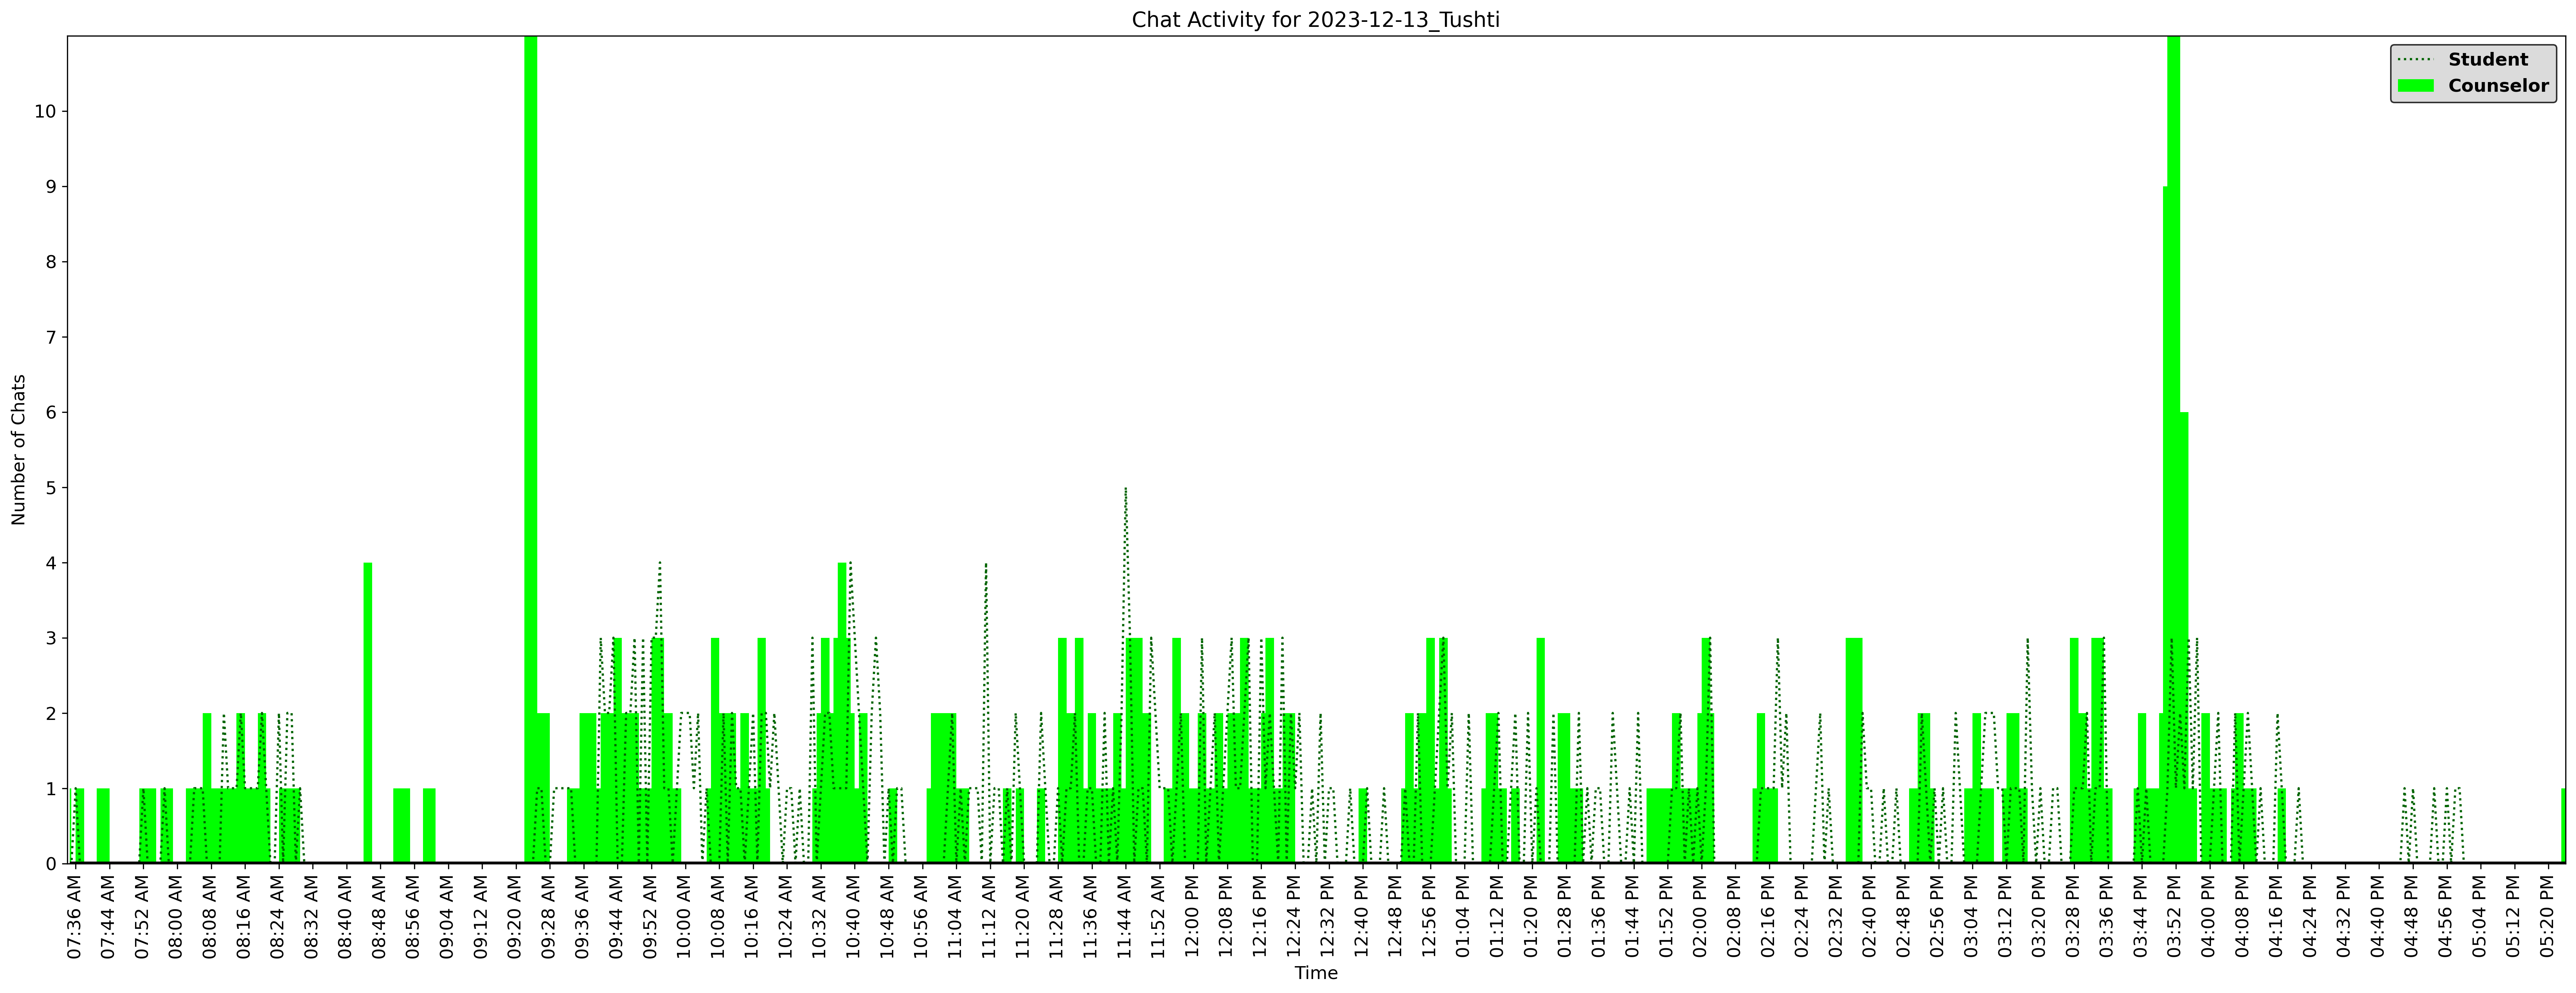 Chat Activity for 2023-12-13_Tushti
Student
Counselor
Number of Chats
10
9
8
7
6
5
4
3
2
1
0
07:36 AM
07:44 AM
07:52 AM
08:00 AM
08:08 AM
08:16 AM
08:24 AM
08:32 AM
08:40 AM
08:48 AM
08:56 AM
09:04 AM
09:12 AM
09:20 AM
09:28 AM
09:36 AM
09:44 AM
09:52 AM
10:00 AM
10:08 AM
10:16 AM
10:24 AM
10:32 AM
10:40 AM
10:48 AM
10:56 AM
11:04 AM
11:12 AM
11:20 AM
11:28 AM
11:36 AM
11:44 AM
11:52 AM
12:00 PM
12:08 PM
12:16 PM
12:24 PM
12:32 PM
12:40 PM
12:48 PM
12:56 PM
01:04 PM
01:12 PM
01:20 PM
01:28 PM
01:36 PM
01:44 PM
01:52 PM
02:00 PM
02:08 PM
02:16 PM
02:24 PM
02:32 PM
02:40 PM
02:48 PM
02:56 PM
03:04 PM
03:12 PM
03:20 PM
03:28 PM
03:36 PM
03:44 PM
03:52 PM
04:00 PM
04:08 PM
04:16 PM
04:24 PM
04:32 PM
04:40 PM
04:48 PM
04:56 PM
05:04 PM
05:12 PM
05:20 PM
Time